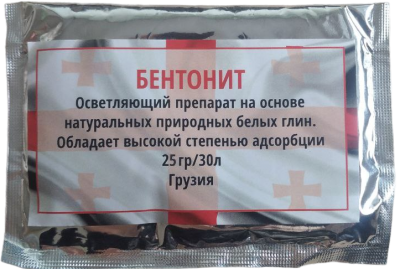 БЕНТОНИТ
Осветляющий препарат на основе
натуральных природных белых глин.
Обладает высокой степенью адсорбции
25гр/30л
Грузия